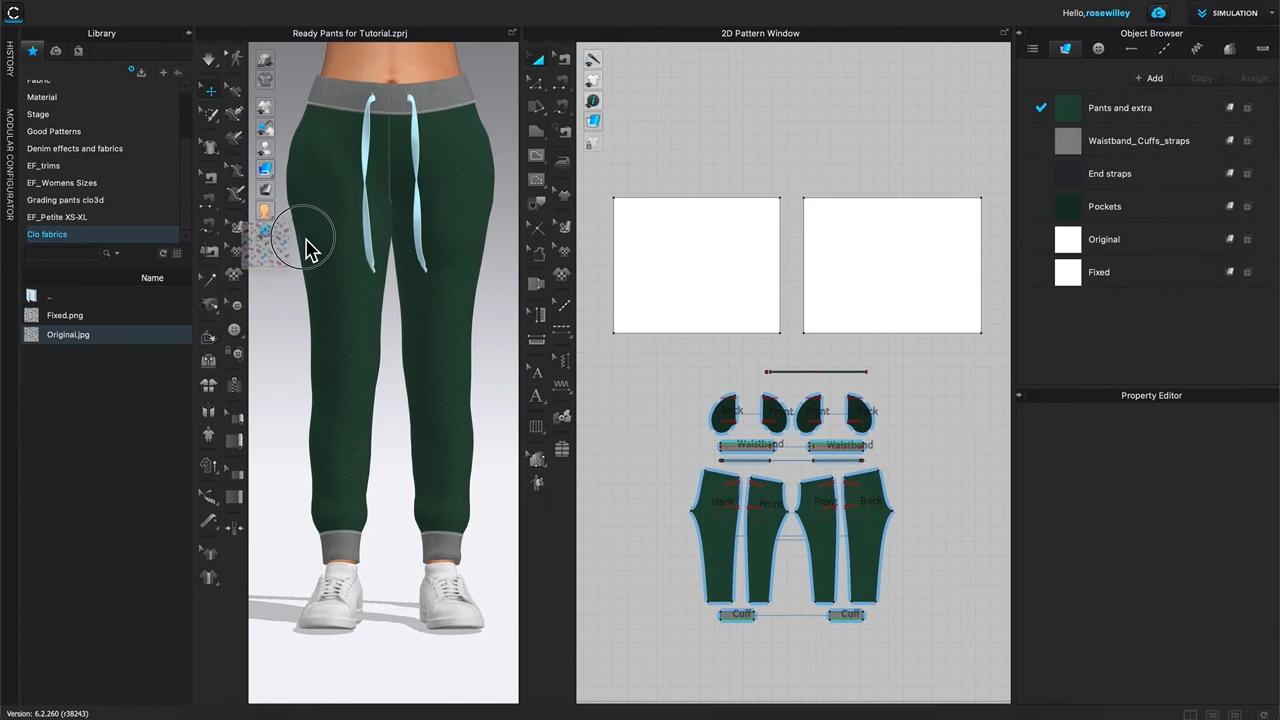 Hello,rosewilley
SIMULATION
Library
Ready Pants for Tutorial.zprj
2D Pattern Window
Object Browser
HISTORY
MODULAR CONFIGURATOR
Fabric
Material
Stage
Good Patterns
Denim effects and fabrics
EF_trims
EF_Womens Sizes
Grading pants clo3d
EF_Petite XS-XL
Clo fabrics
Name
..
Fixed.png
Original.jpg
+ Add
Copy
Assign
Pants and extra
Waistband_Cuffs_straps
End straps
Pockets
Original
Fixed
Property Editor
Back
Front
Front
Back
Waistband
Waistband
Back
Front
Front
Back
Cuff
Cuff
A
A
3D
2D
Version: 6.2.260 (r38243)